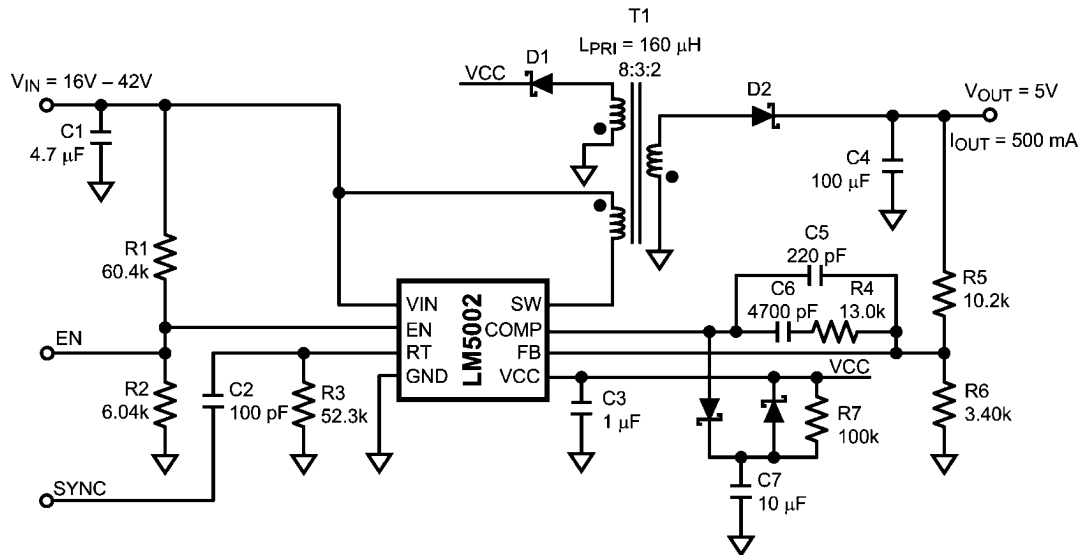 T1
L_PRI = 160 μH
8:3:2
D1
VCC
V_IN = 16V – 42V
D2
V_OUT = 5V
I_OUT = 500 mA
C1
4.7 μF
C4
100 μF
R1
60.4k
C5
220 pF
C6
4700 pF
R4
13.0k
R5
10.2k
LM5002
VIN
EN
RT
GND
SW
COMP
FB
VCC
EN
VCC
R2
6.04k
C2
100 pF
R3
52.3k
C3
1 μF
R7
100k
R6
3.40k
C7
10 μF
SYNC